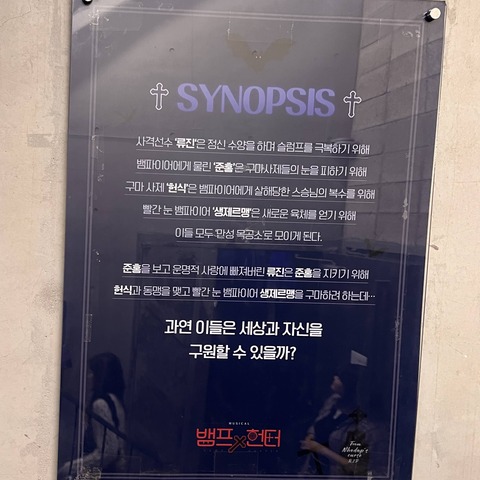 SYNOPSIS
사격선수 '류진'은 정신 수양을 하며 슬럼프를 극복하기 위해
뱀파이어에게 물린 '준홍'은 구마사제들의 눈을 피하기 위해
구마 사제 '헌식'은 뱀파이어에게 살해당한 스승님의 복수를 위해
빨간 눈 뱀파이어 '생제르맹'은 새로운 육체를 얻기 위해
이들 모두 '만성 목공소'로 모이게 된다.
준홍을 보고 운명적 사랑에 빠져버린 류진은 준홍을 지키기 위해
헌식과 동맹을 맺고 빨간 눈 뱀파이어 생제르맹을 구마하려 하는데…
과연 이들은 세상과 자신을
구원할 수 있을까?
MUSICAL
뱀프×헌터
From
R.I.P